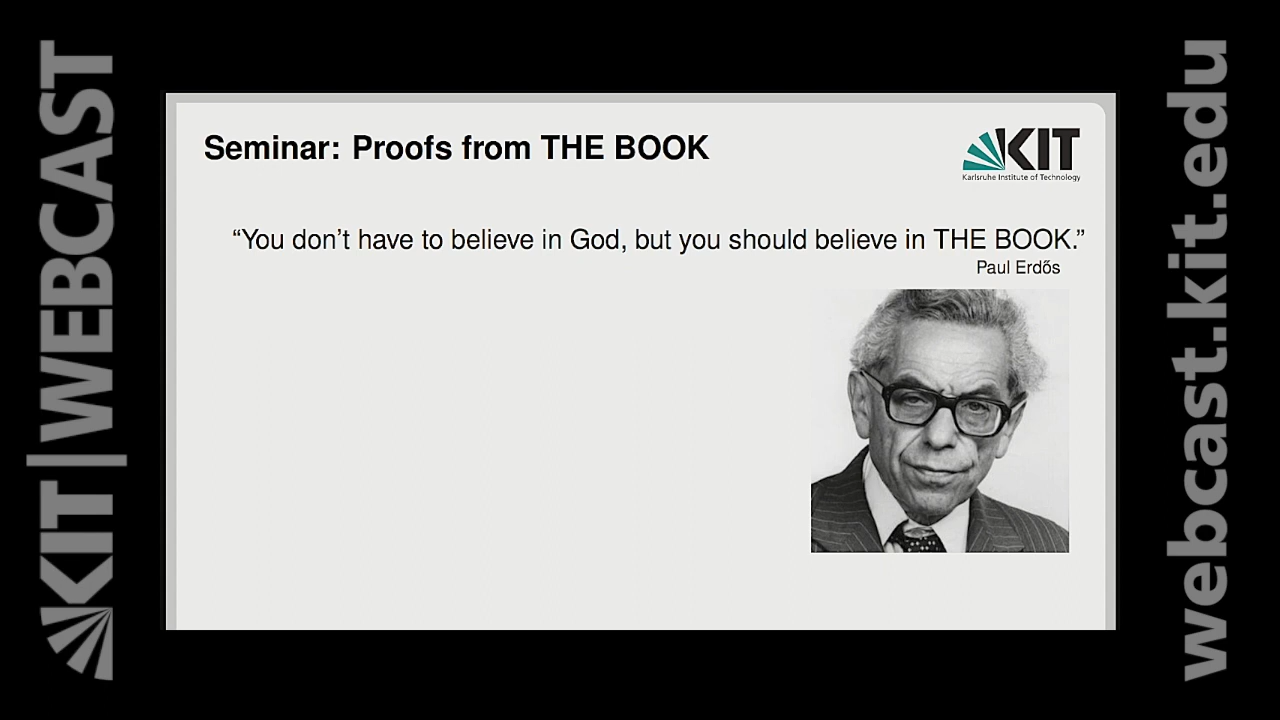 KIT|WEBCAST
Seminar: Proofs from THE BOOK
KIT
Karlsruhe Institute of Technology
“You don’t have to believe in God, but you should believe in THE BOOK.”
Paul Erdős
webcast.kit.edu